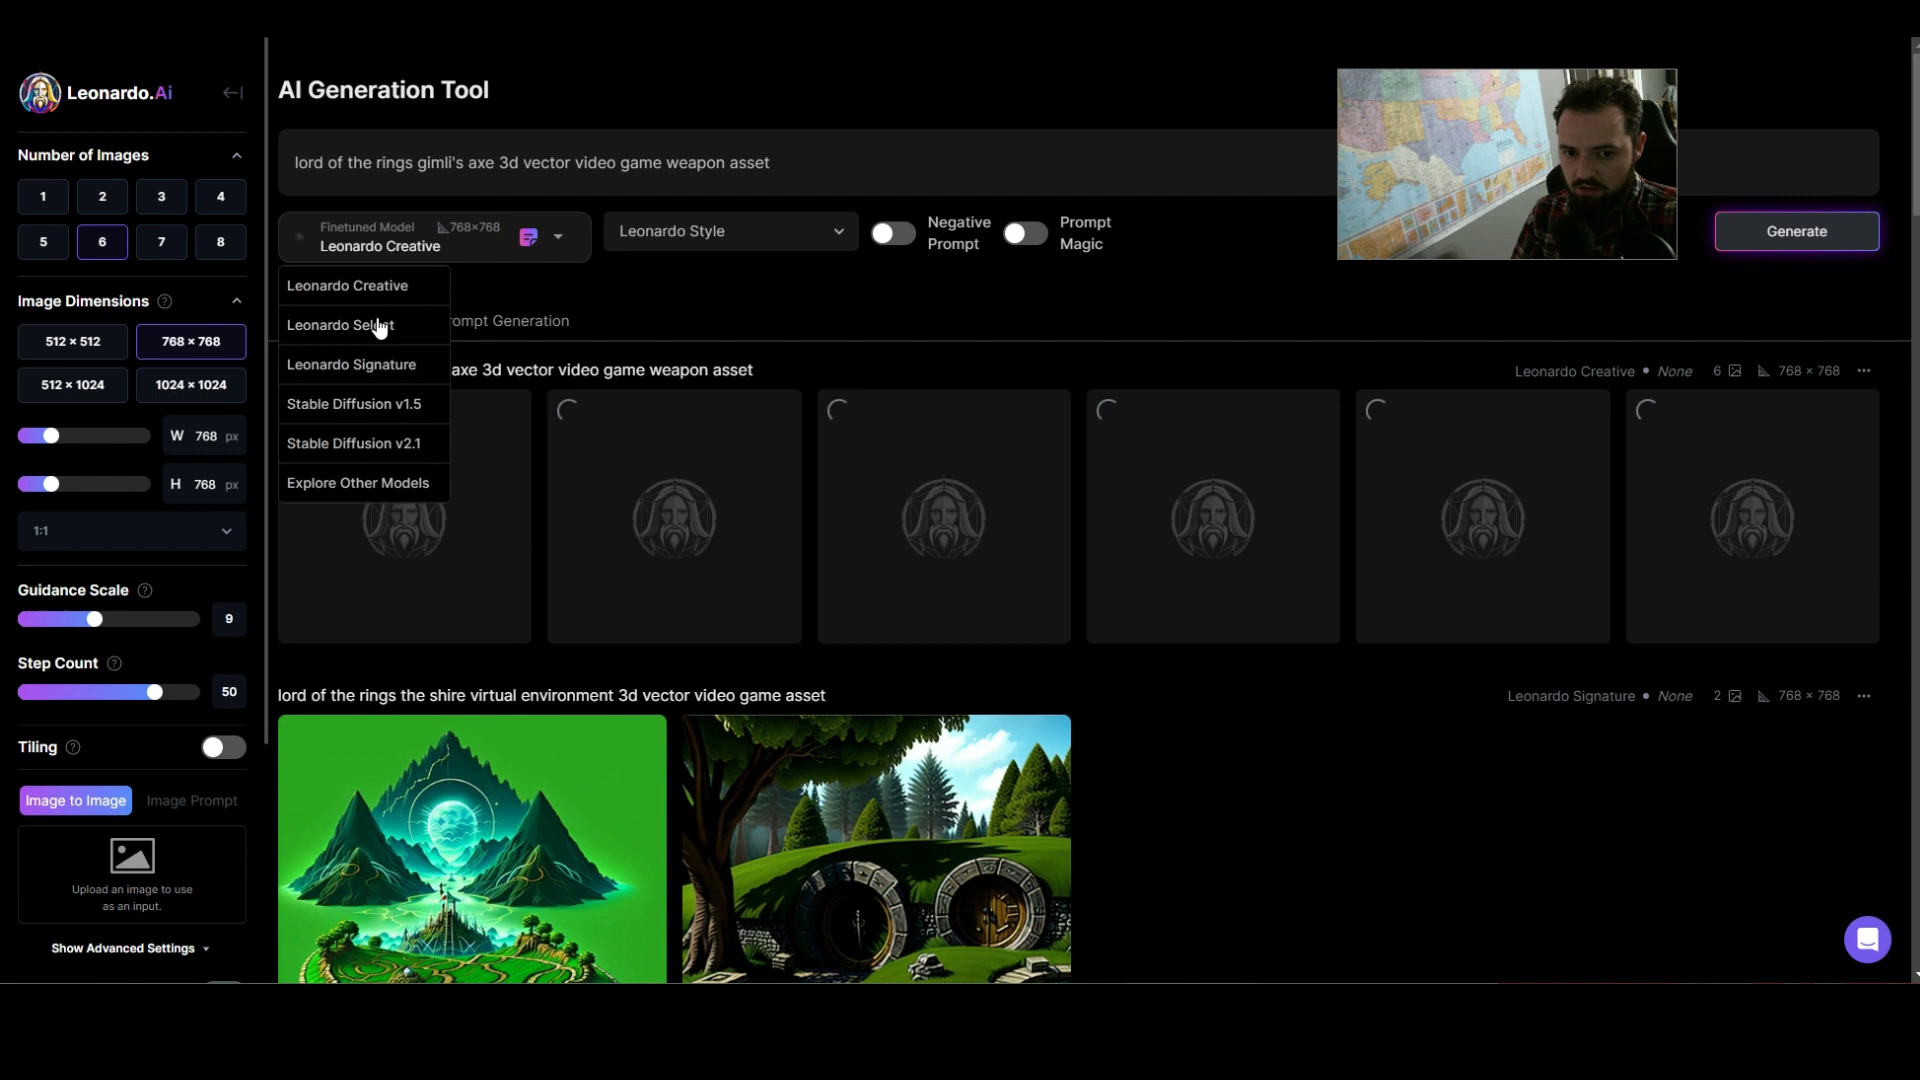 Leonardo.Ai
Number of Images
1
2
3
4
5
6
7
8
Image Dimensions ?
512 × 512
768 × 768
512 × 1024
1024 × 1024
W 768 px
H 768 px
1:1
Guidance Scale ?
9
Step Count ?
50
Tiling ?
Image to Image
Image Prompt
Upload an image to use
as an input.
Show Advanced Settings
AI Generation Tool
lord of the rings gimli's axe 3d vector video game weapon asset
Finetuned Model
768×768
Leonardo Creative
Leonardo Style
Negative
Prompt
Prompt
Magic
Generate
Leonardo Creative
Leonardo Select
Leonardo Signature
Stable Diffusion v1.5
Stable Diffusion v2.1
Explore Other Models
ompt Generation
axe 3d vector video game weapon asset
Leonardo Creative • None 6 768 × 768 ...
lord of the rings the shire virtual environment 3d vector video game asset
Leonardo Signature • None 2 768 × 768 ...